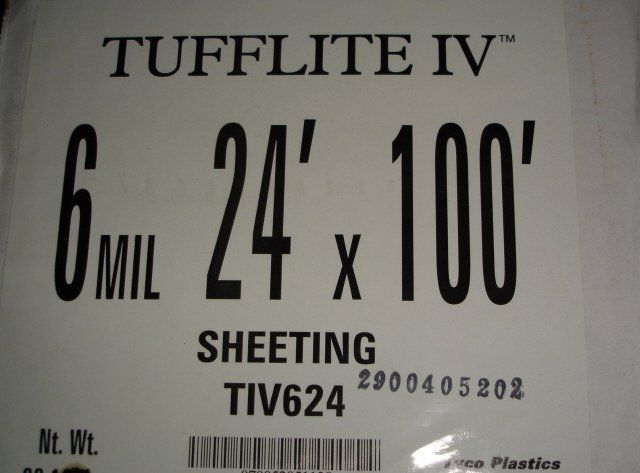 TUFFLITE IV™
6 MIL 24' x 100'
SHEETING
TIV624 2900405202
Nt. Wt.
Tyco Plastics